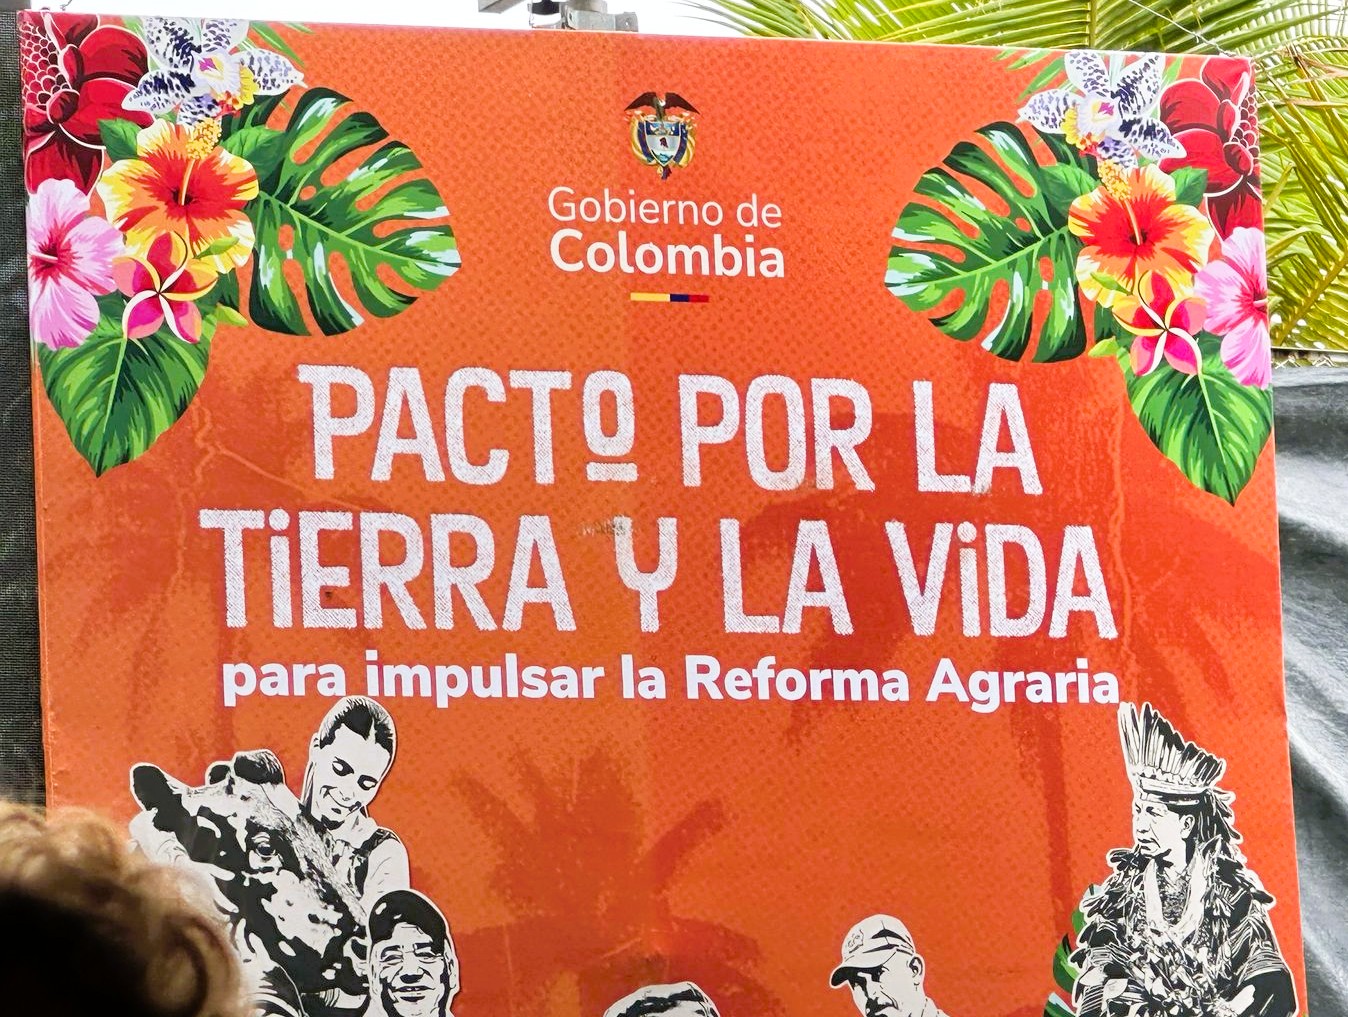 Gobierno de
Colombia
PACTO POR LA
TiERRA Y LA ViDA
para impulsar la Reforma Agraria